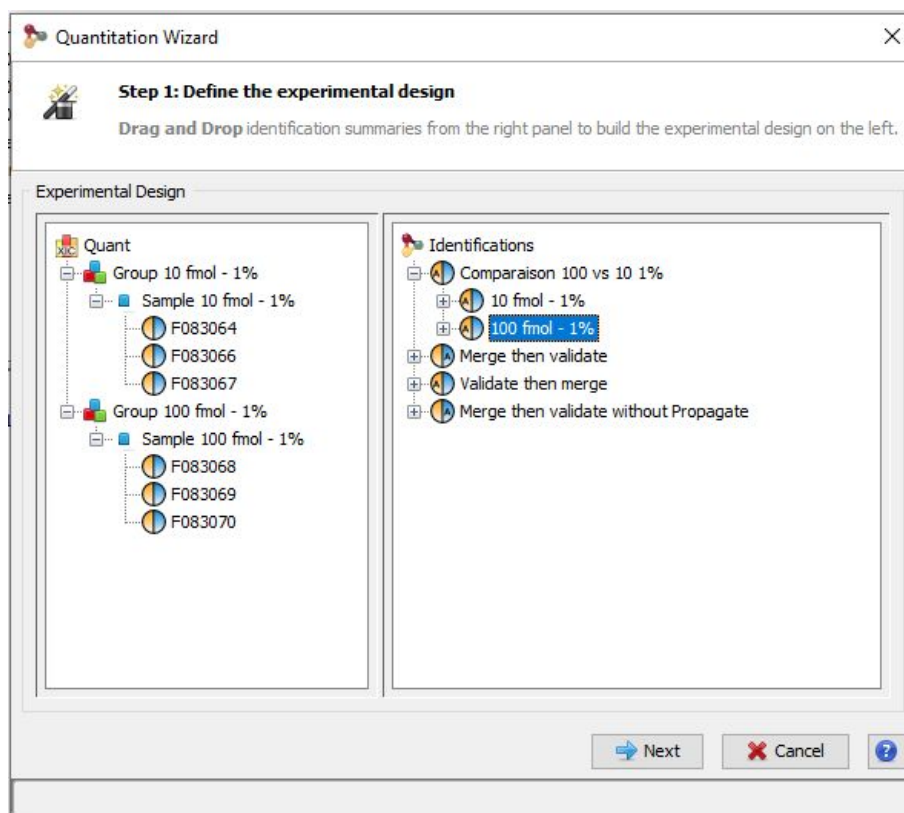 Quantitation Wizard
Step 1: Define the experimental design
Drag and Drop identification summaries from the right panel to build the experimental design on the left.
Experimental Design
XIC Quant
Group 10 fmol - 1%
Sample 10 fmol - 1%
F083064
F083066
F083067
Group 100 fmol - 1%
Sample 100 fmol - 1%
F083068
F083069
F083070
Identifications
A Comparaison 100 vs 10 1%
A 10 fmol - 1%
A 100 fmol - 1%
A Merge then validate
A Validate then merge
A Merge then validate without Propagate
Next
Cancel
?